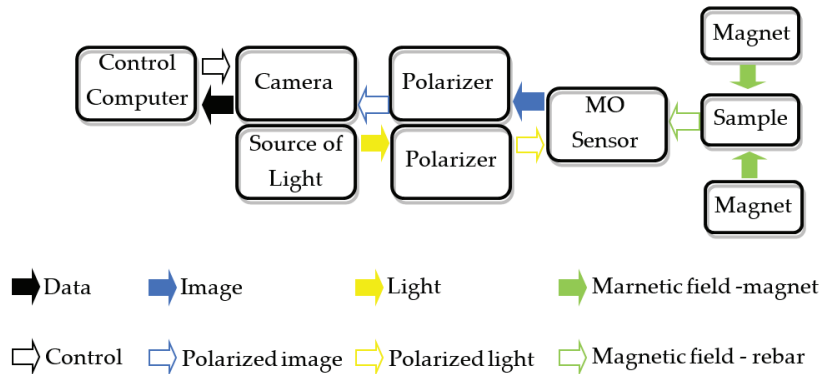 Magnet
Control
Computer
Camera
Polarizer
MO
Sensor
Sample
Source of
Light
Polarizer
Magnet
Data
Image
Light
Marnetic field -magnet
Control
Polarized image
Polarized light
Magnetic field - rebar